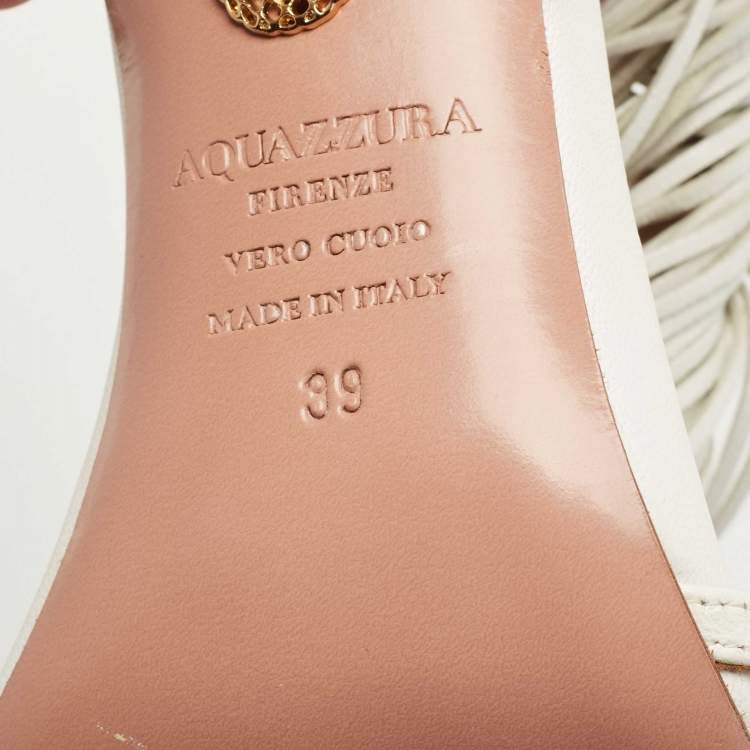 AQUAZZURA
FIRENZE
VERO CUOIO
MADE IN ITALY
39